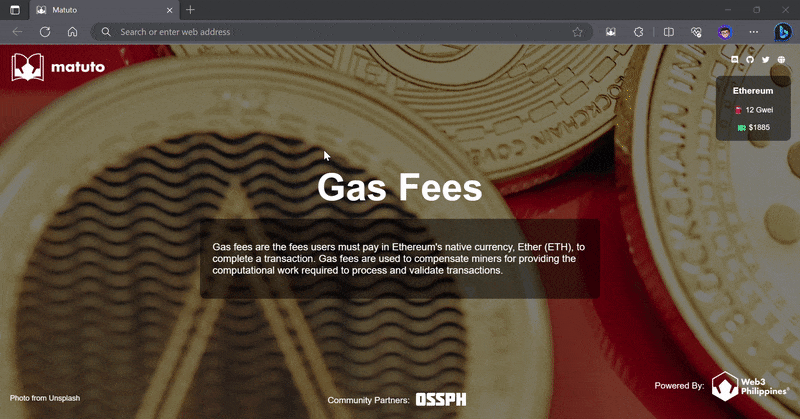 Matuto
Search or enter web address
matuto
Ethereum
12 Gwei
$1885
BLOCKCHAIN COVE
Gas Fees
Gas fees are the fees users must pay in Ethereum's native currency, Ether (ETH), to
complete a transaction. Gas fees are used to compensate miners for providing the
computational work required to process and validate transactions.
Photo from Unsplash
Community Partners:
OSSPH
Powered By:
Web3
Philippines